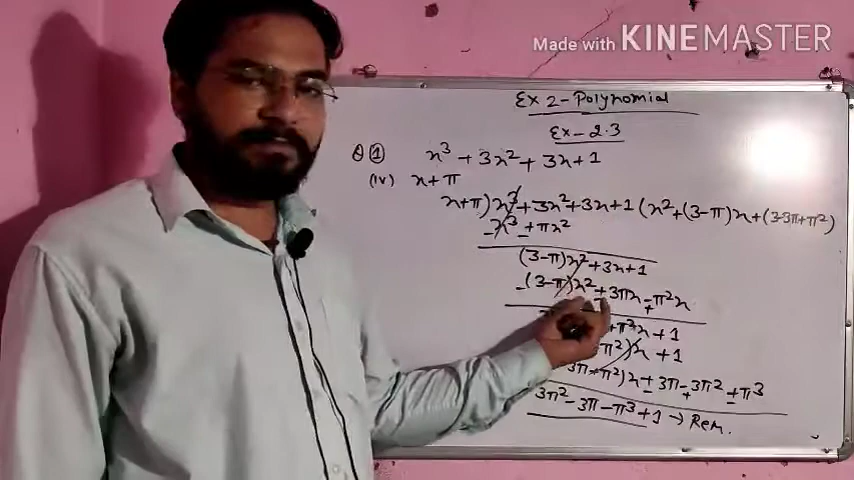 Made with KINEMASTER
Ex 2 - Polynomial
Ex - 2.3
Q ① x³ + 3x² + 3x + 1
(iv) x + π
x+π) x³ + 3x² + 3x + 1 (x² + (3-π)x + (3-3π+π²)
- x³ + πx²
(3-π)x² + 3x + 1
-(3-π)x² + 3πx - π²x
+π²x + 1
π²)x + 1
3π + π²)x + 3π - 3π² + π³
3π² - 3π - π³ + 1 → Rem.